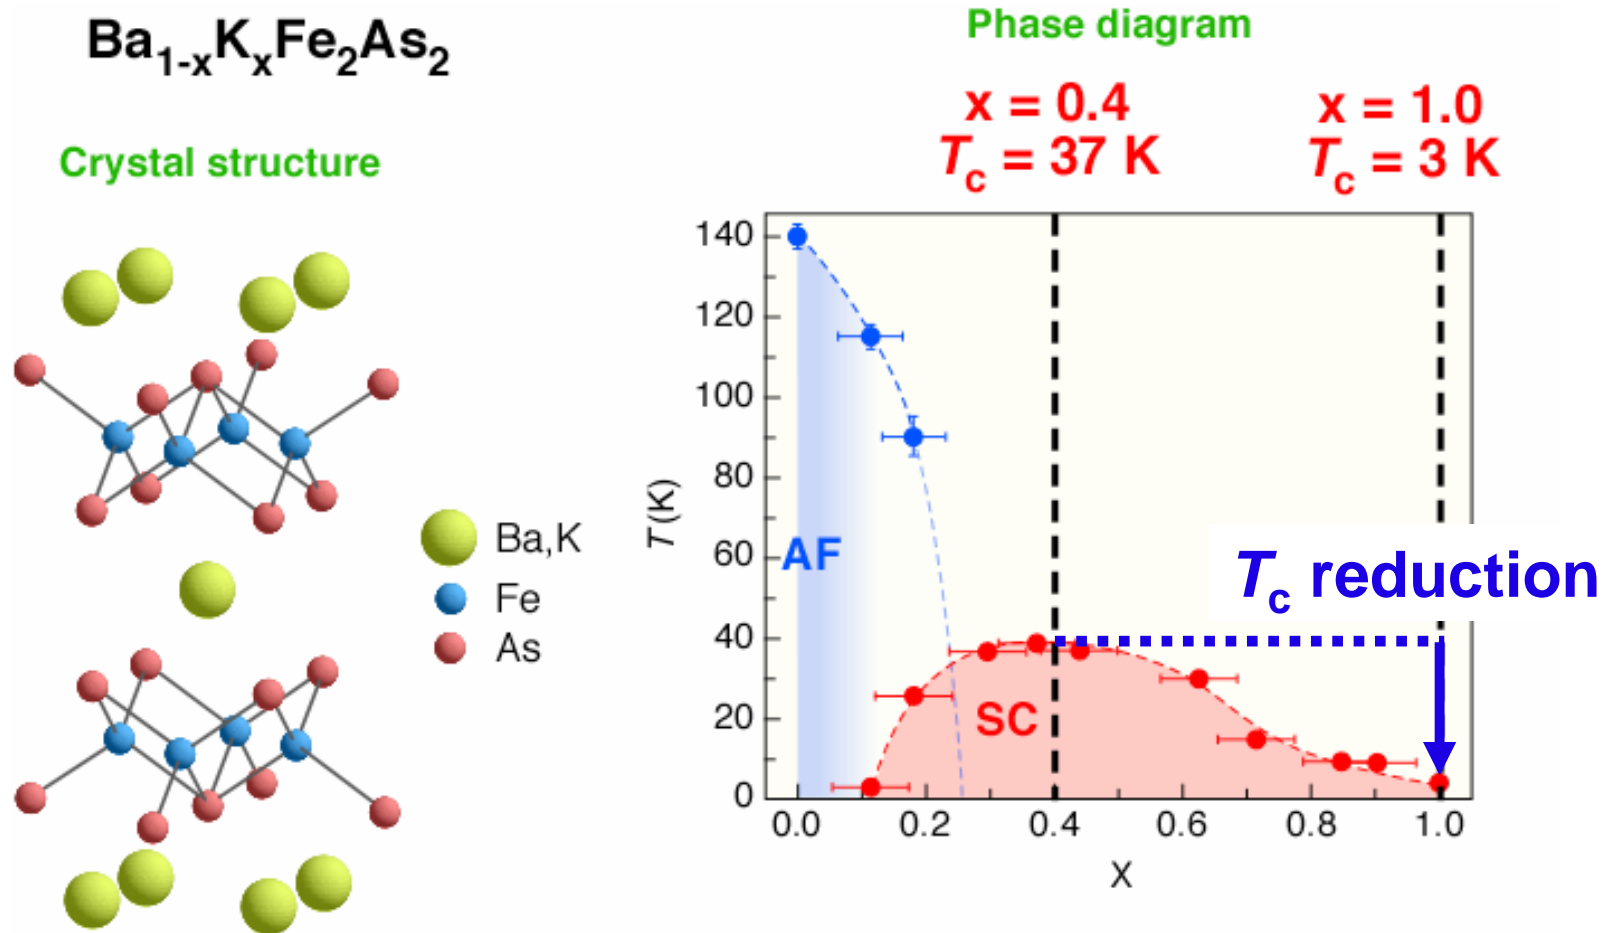 Ba1-xKxFe2As2
Crystal structure
Ba,K
Fe
As
Phase diagram
x = 0.4
Tc = 37 K
x = 1.0
Tc = 3 K
140
120
100
80
60
40
20
0
T(K)
AF
SC
Tc reduction
0.0 0.2 0.4 0.6 0.8 1.0
X